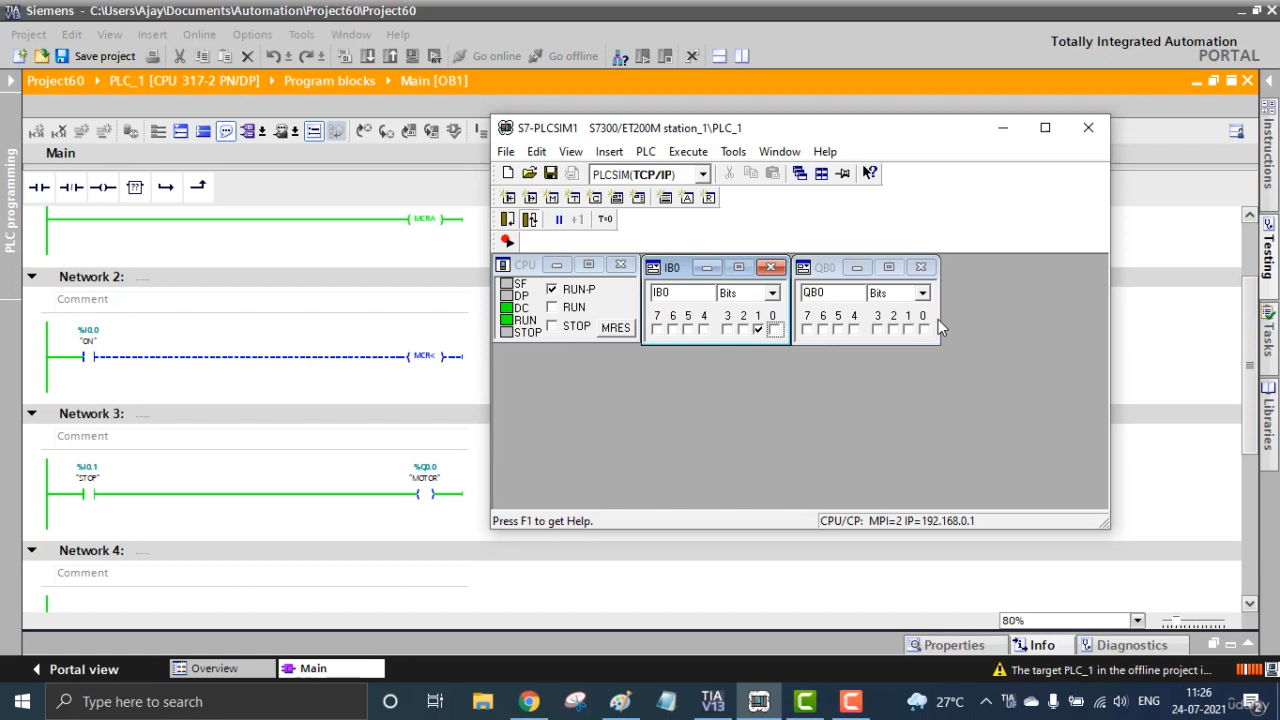 TIA V13 Siemens - C:\Users\Ajay\Documents\Automation\Project60\Project60
Project Edit View Insert Online Options Tools Window Help
Totally Integrated Automation
PORTAL
Save project Go online Go offline
Project60 PLC_1 [CPU 317-2 PN/DP] Program blocks Main [OB1]
Main
PLC programming
Instructions
Testing
Tasks
Libraries
MCRA
Network 2: .....
Comment
%I0.0
"ON"
MCR<
Network 3: .....
Comment
%I0.1 %Q0.0
"STOP" "MOTOR"
Network 4: .....
Comment
S7-PLCSIM1 S7300/ET200M station_1\PLC_1
File Edit View Insert PLC Execute Tools Window Help
PLCSIM(TCP/IP)
M T C A R
+1 T=0
CPU
SF
DP
DC
RUN
STOP
RUN-P
RUN
STOP
MRES
IB0
IB0 Bits
7 6 5 4 3 2 1 0
QB0
QB0 Bits
7 6 5 4 3 2 1 0
Press F1 to get Help. CPU/CP: MPI=2 IP=192.168.0.1
80%
Properties Info Diagnostics
Portal view Overview Main The target PLC_1 in the offline project i...
Type here to search
TIA V13
27°C
ENG
11:26
24-07-2021
2
udemy